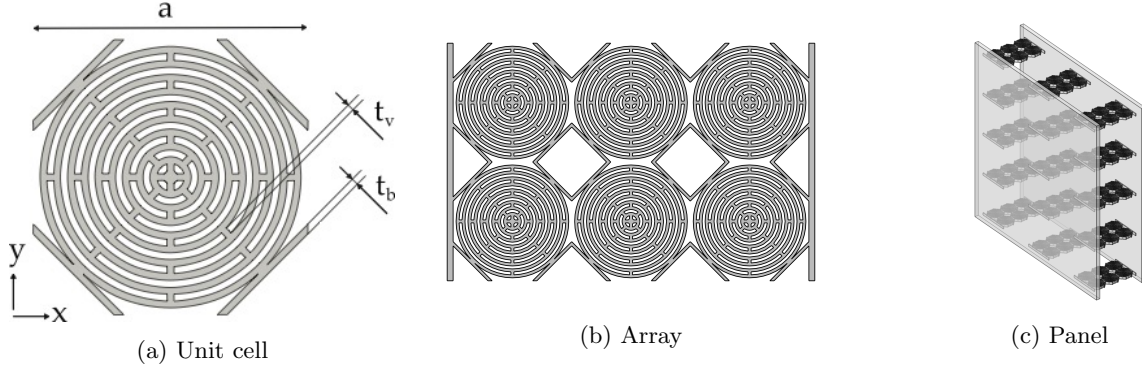 a
t_v
t_b
y
x
(a) Unit cell
(b) Array
(c) Panel